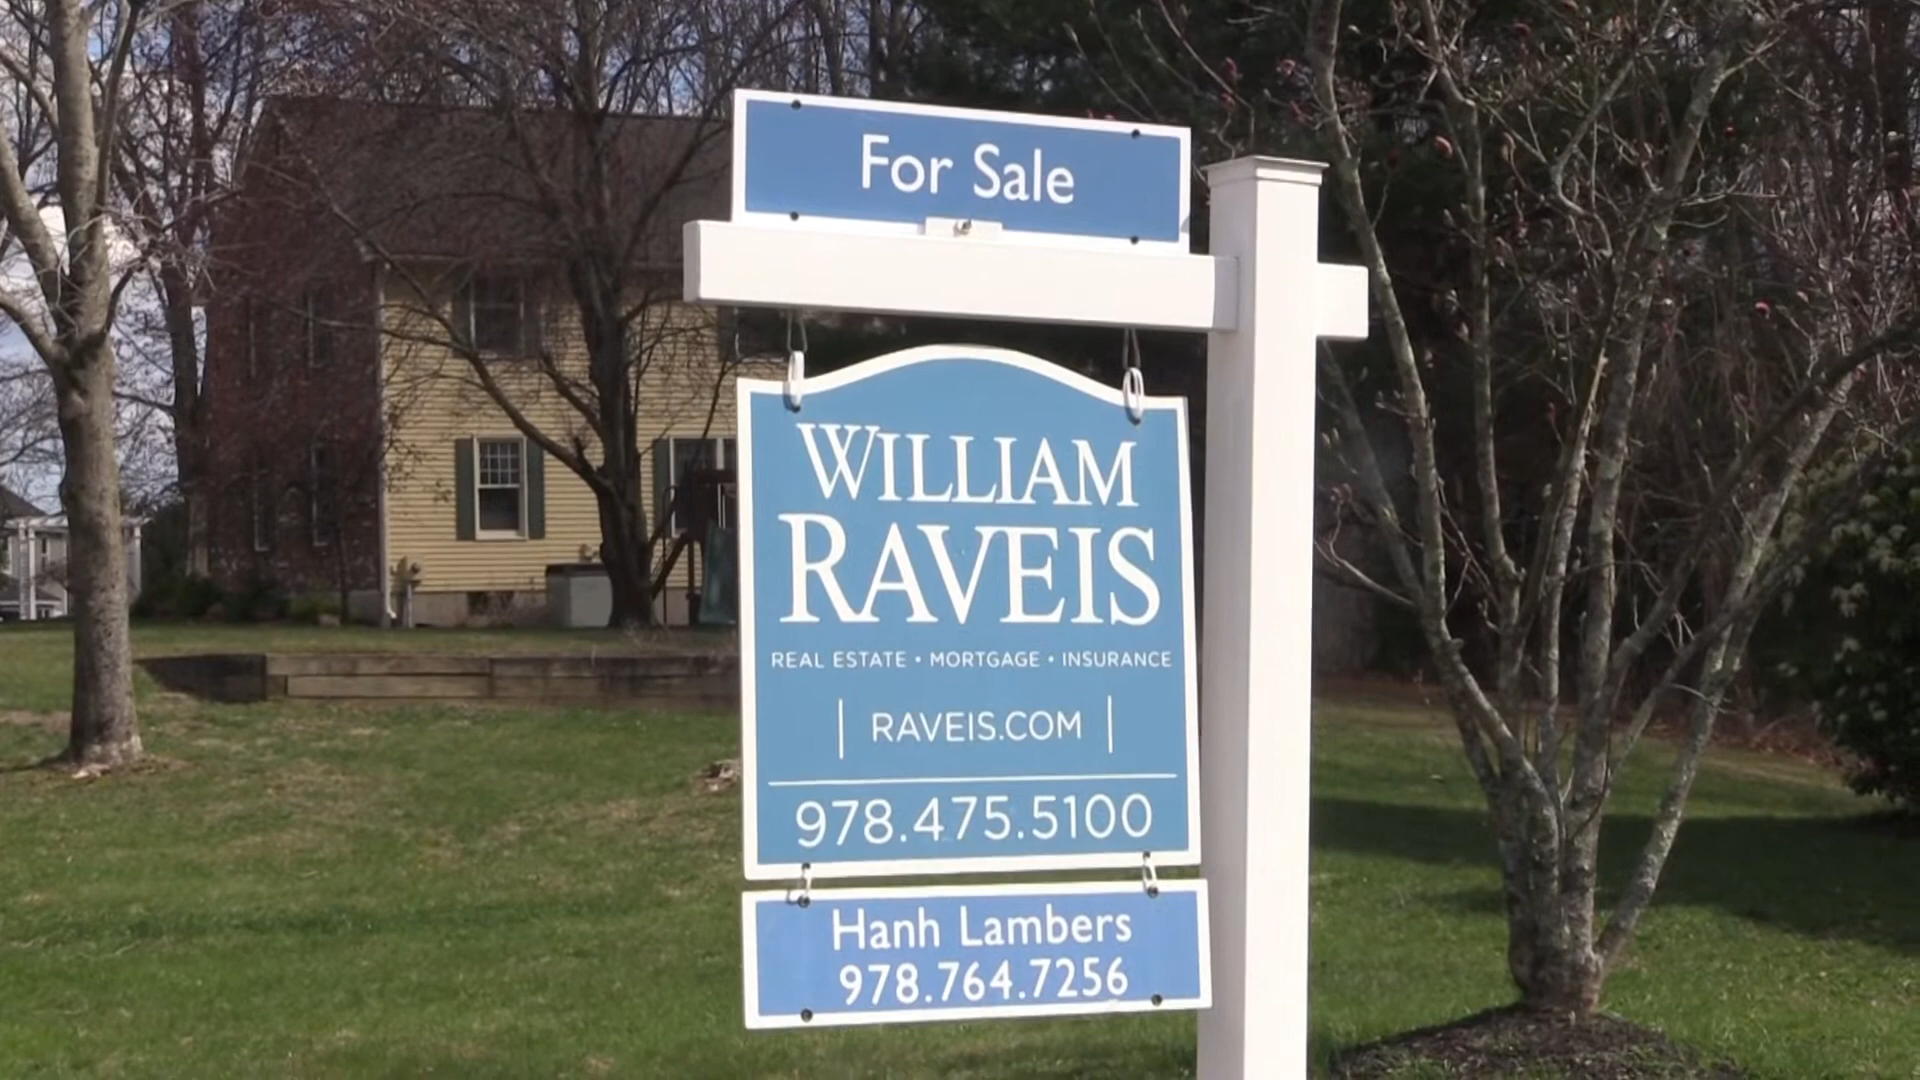 For Sale
WILLIAM
RAVEIS
REAL ESTATE • MORTGAGE • INSURANCE
| RAVEIS.COM |
978.475.5100
Hanh Lambers
978.764.7256